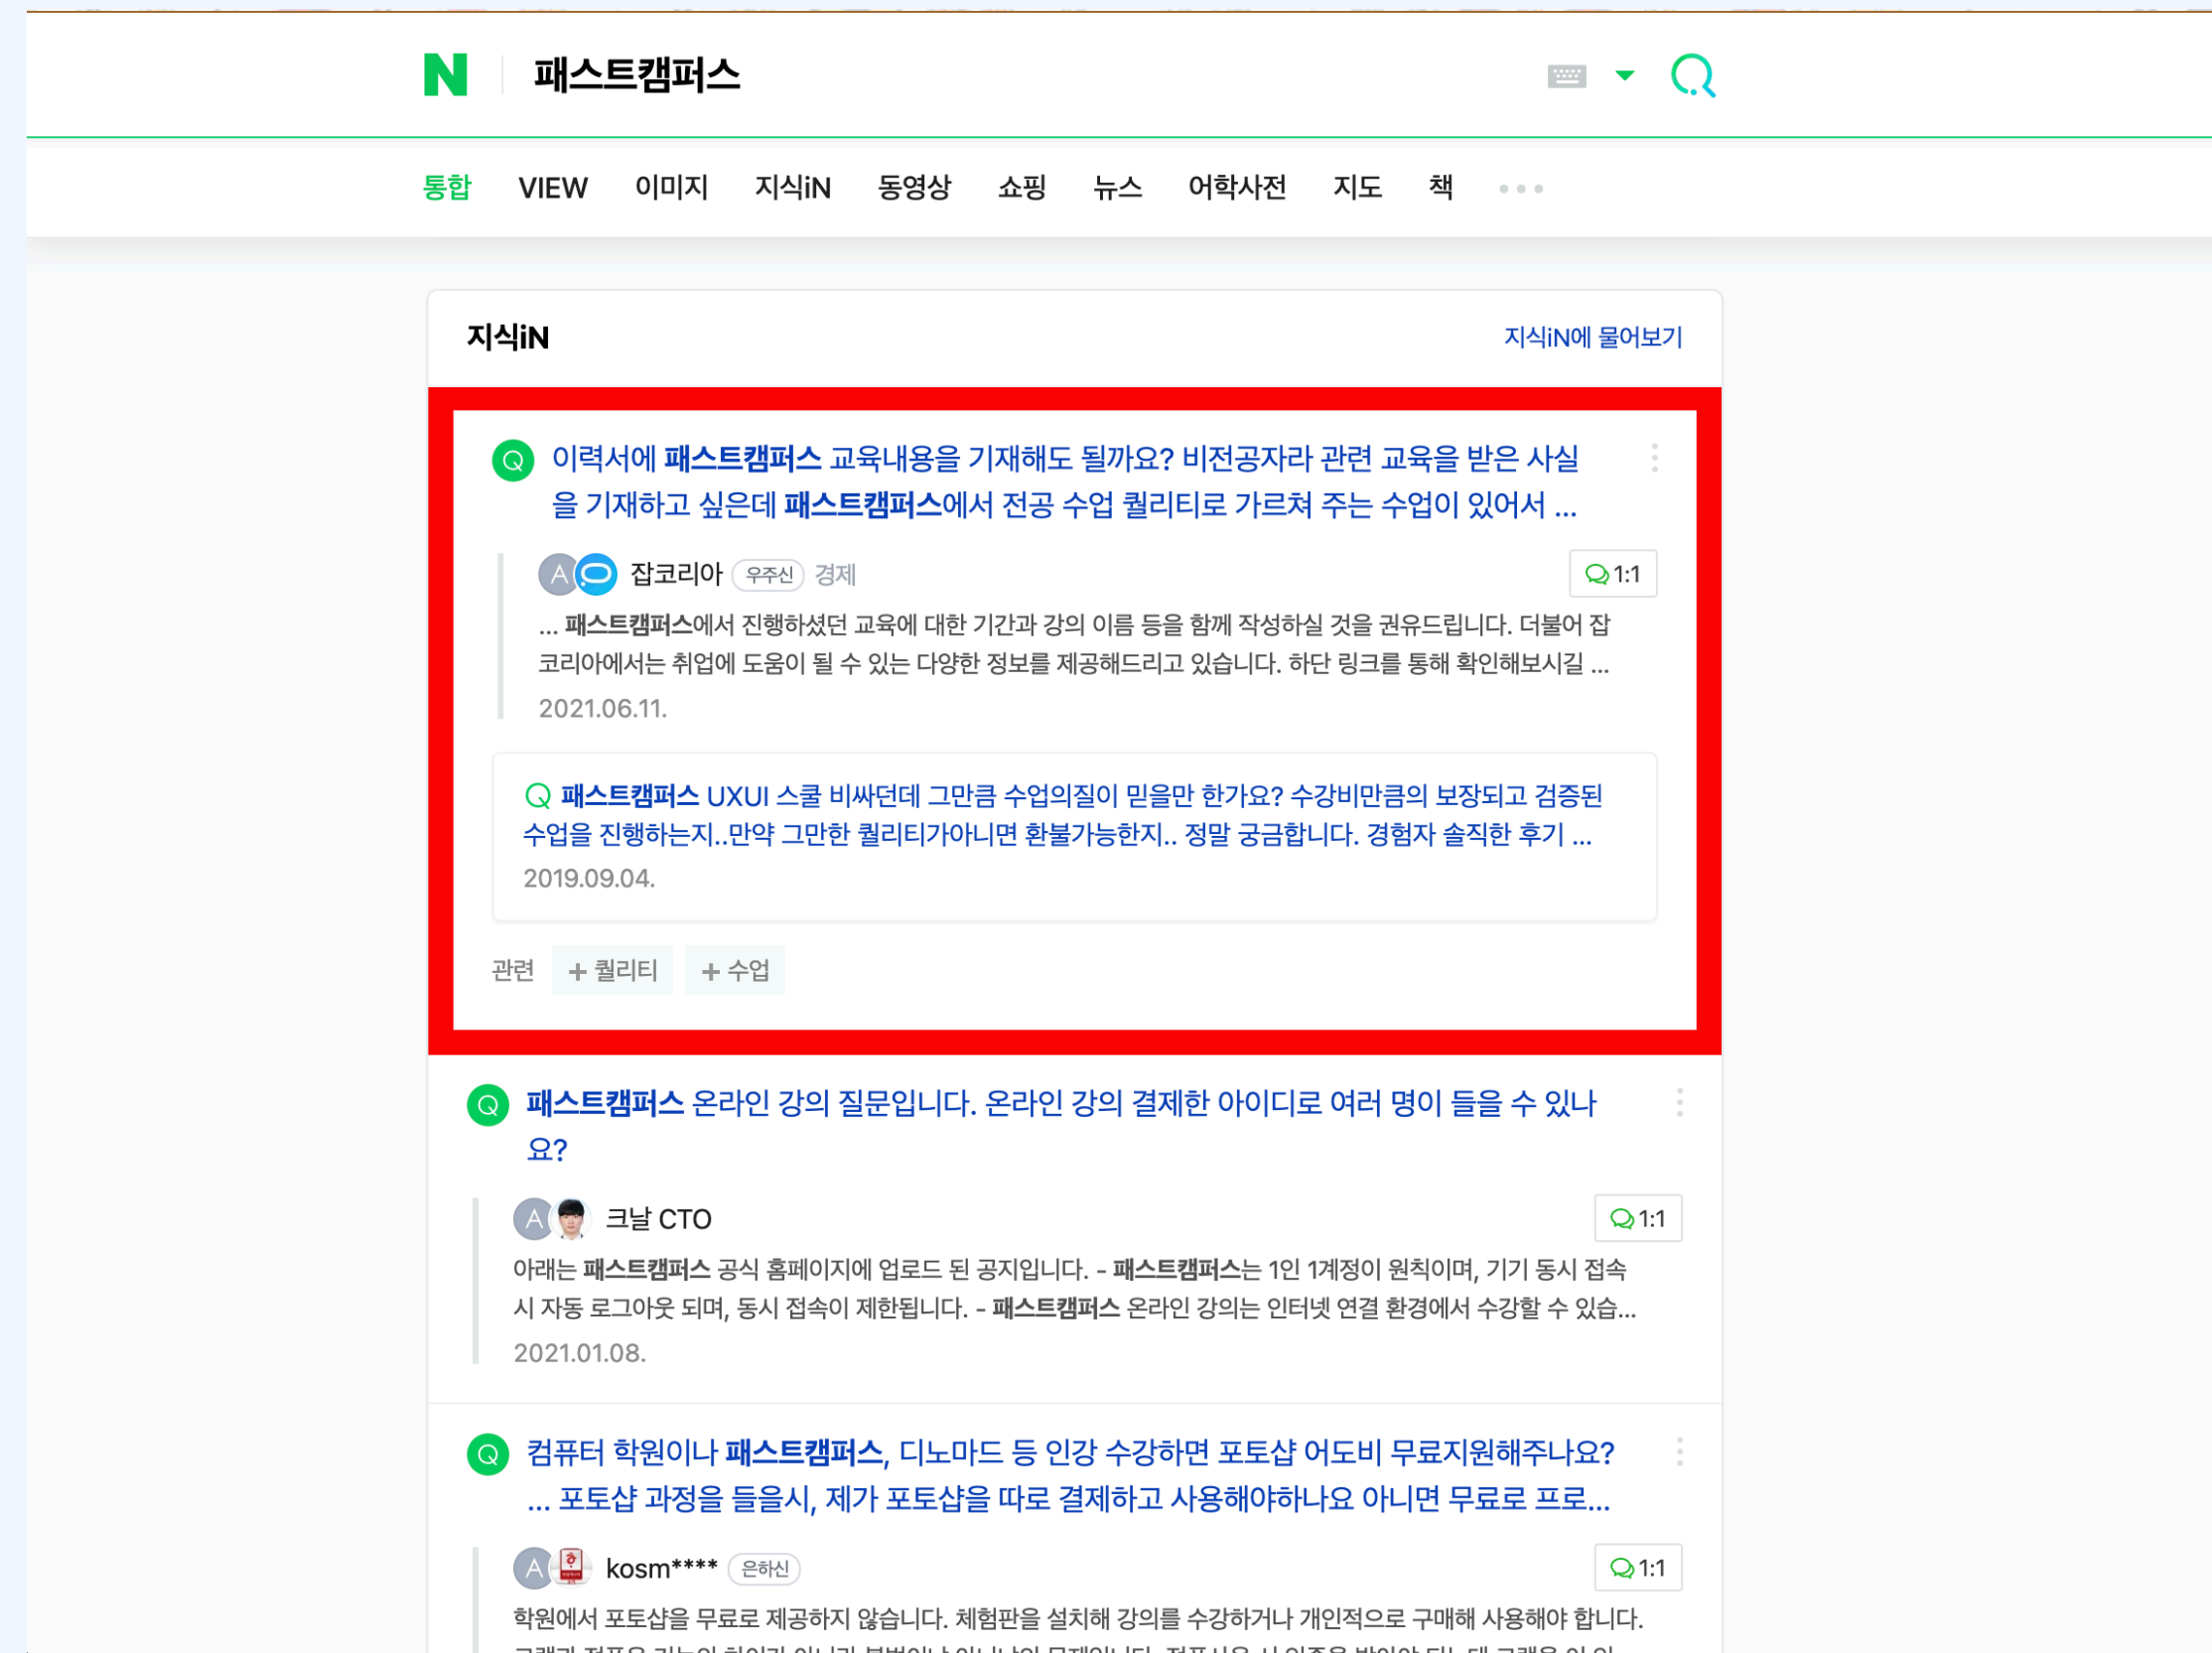 N 패스트캠퍼스
통합 VIEW 이미지 지식iN 동영상 쇼핑 뉴스 어학사전 지도 책
지식iN 지식iN에 물어보기
Q 이력서에 패스트캠퍼스 교육내용을 기재해도 될까요? 비전공자라 관련 교육을 받은 사실
을 기재하고 싶은데 패스트캠퍼스에서 전공 수업 퀄리티로 가르쳐 주는 수업이 있어서 ...
A 잡코리아 우주신 경제 1:1
... 패스트캠퍼스에서 진행하셨던 교육에 대한 기간과 강의 이름 등을 함께 작성하실 것을 권유드립니다. 더불어 잡
코리아에서는 취업에 도움이 될 수 있는 다양한 정보를 제공해드리고 있습니다. 하단 링크를 통해 확인해보시길 ...
2021.06.11.
Q 패스트캠퍼스 UXUI 스쿨 비싸던데 그만큼 수업의질이 믿을만 한가요? 수강비만큼의 보장되고 검증된
수업을 진행하는지..만약 그만한 퀄리티가아니면 환불가능한지.. 정말 궁금합니다. 경험자 솔직한 후기 ...
2019.09.04.
관련 + 퀄리티 + 수업
Q 패스트캠퍼스 온라인 강의 질문입니다. 온라인 강의 결제한 아이디로 여러 명이 들을 수 있나
요?
A 크날 CTO 1:1
아래는 패스트캠퍼스 공식 홈페이지에 업로드 된 공지입니다. - 패스트캠퍼스는 1인 1계정이 원칙이며, 기기 동시 접속
시 자동 로그아웃 되며, 동시 접속이 제한됩니다. - 패스트캠퍼스 온라인 강의는 인터넷 연결 환경에서 수강할 수 있습...
2021.01.08.
Q 컴퓨터 학원이나 패스트캠퍼스, 디노마드 등 인강 수강하면 포토샵 어도비 무료지원해주나요?
... 포토샵 과정을 들을시, 제가 포토샵을 따로 결제하고 사용해야하나요 아니면 무료로 프로...
A kosm**** 은하신 1:1
학원에서 포토샵을 무료로 제공하지 않습니다. 체험판을 설치해 강의를 수강하거나 개인적으로 구매해 사용해야 합니다.